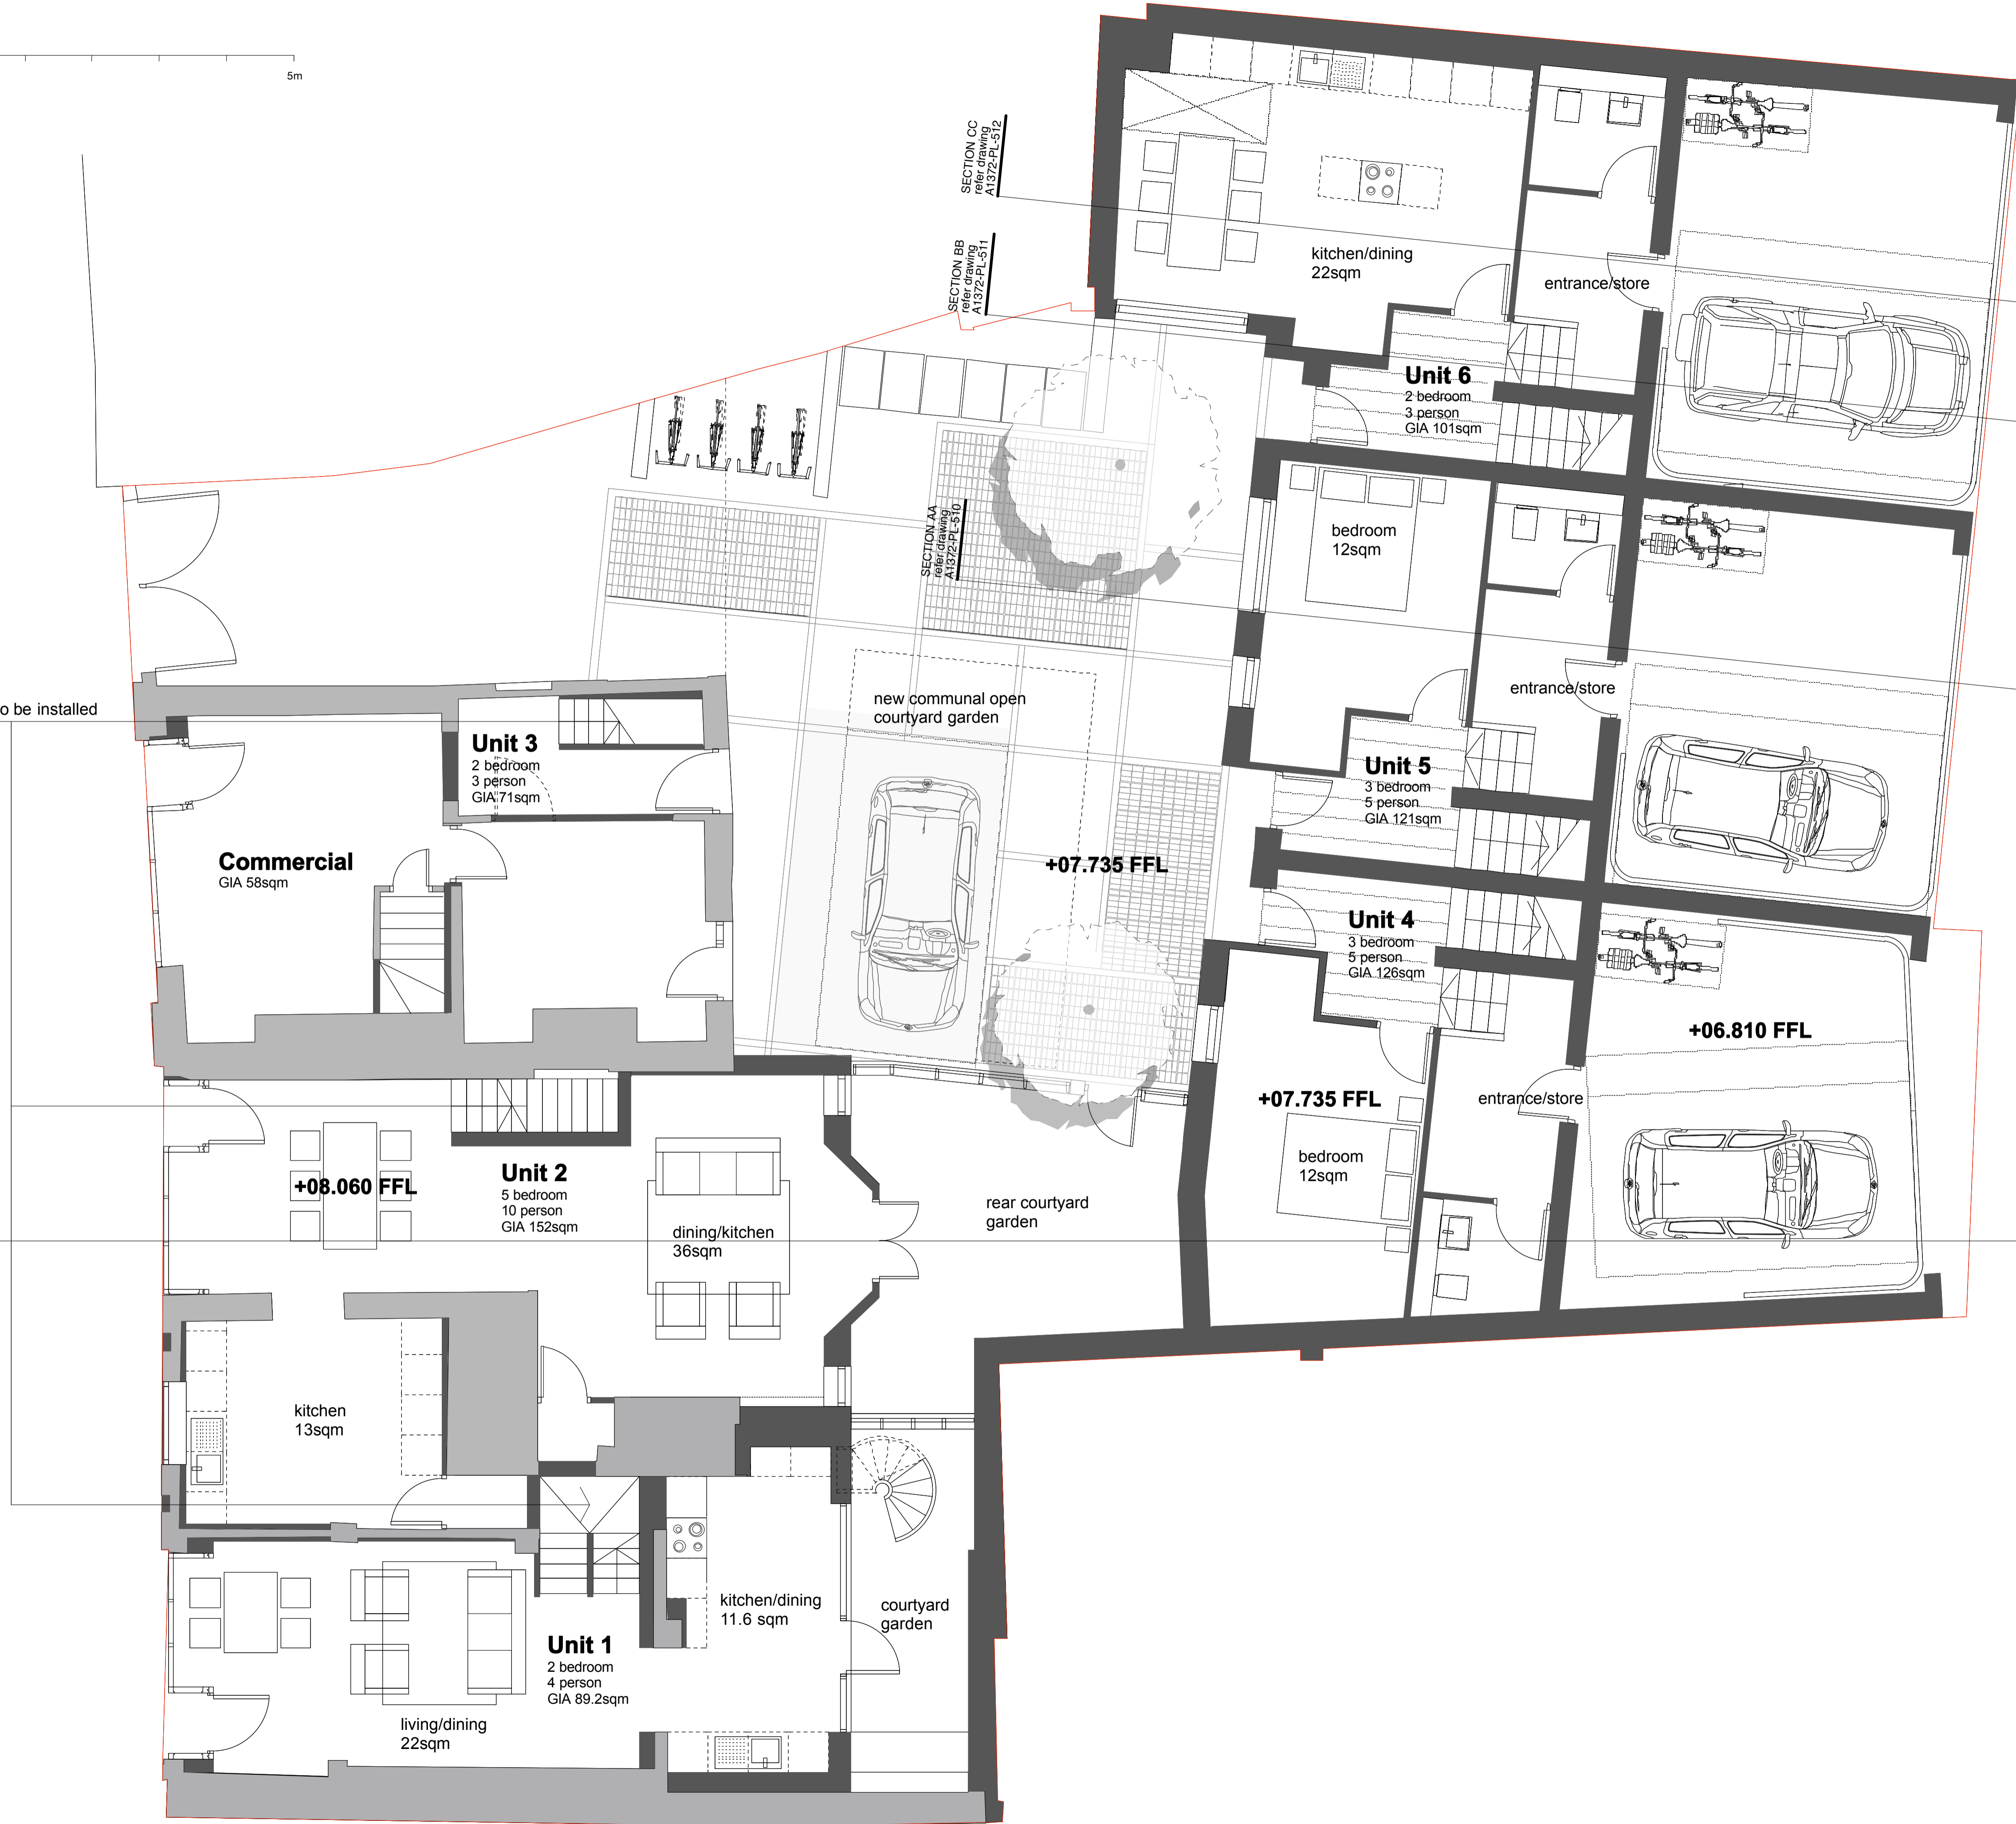 5m
SECTION CC
refer drawing
A1372-PL-512
SECTION BB
refer drawing
A1372-PL-511
kitchen/dining
22sqm
entrance/store
Unit 6
2 bedroom
3 person
GIA 101sqm
SECTION AA
refer drawing
A1372-PL-510
bedroom
12sqm
entrance/store
new communal open
courtyard garden
o be installed
Unit 3
2 bedroom
3 person
GIA 71sqm
Unit 5
3 bedroom
5 person
GIA 121sqm
Commercial
GIA 58sqm
+07.735 FFL
Unit 4
3 bedroom
5 person
GIA 126sqm
+06.810 FFL
+07.735 FFL
entrance/store
bedroom
12sqm
Unit 2
5 bedroom
10 person
GIA 152sqm
+08.060 FFL
dining/kitchen
36sqm
rear courtyard
garden
kitchen
13sqm
kitchen/dining
11.6 sqm
courtyard
garden
Unit 1
2 bedroom
4 person
GIA 89.2sqm
living/dining
22sqm